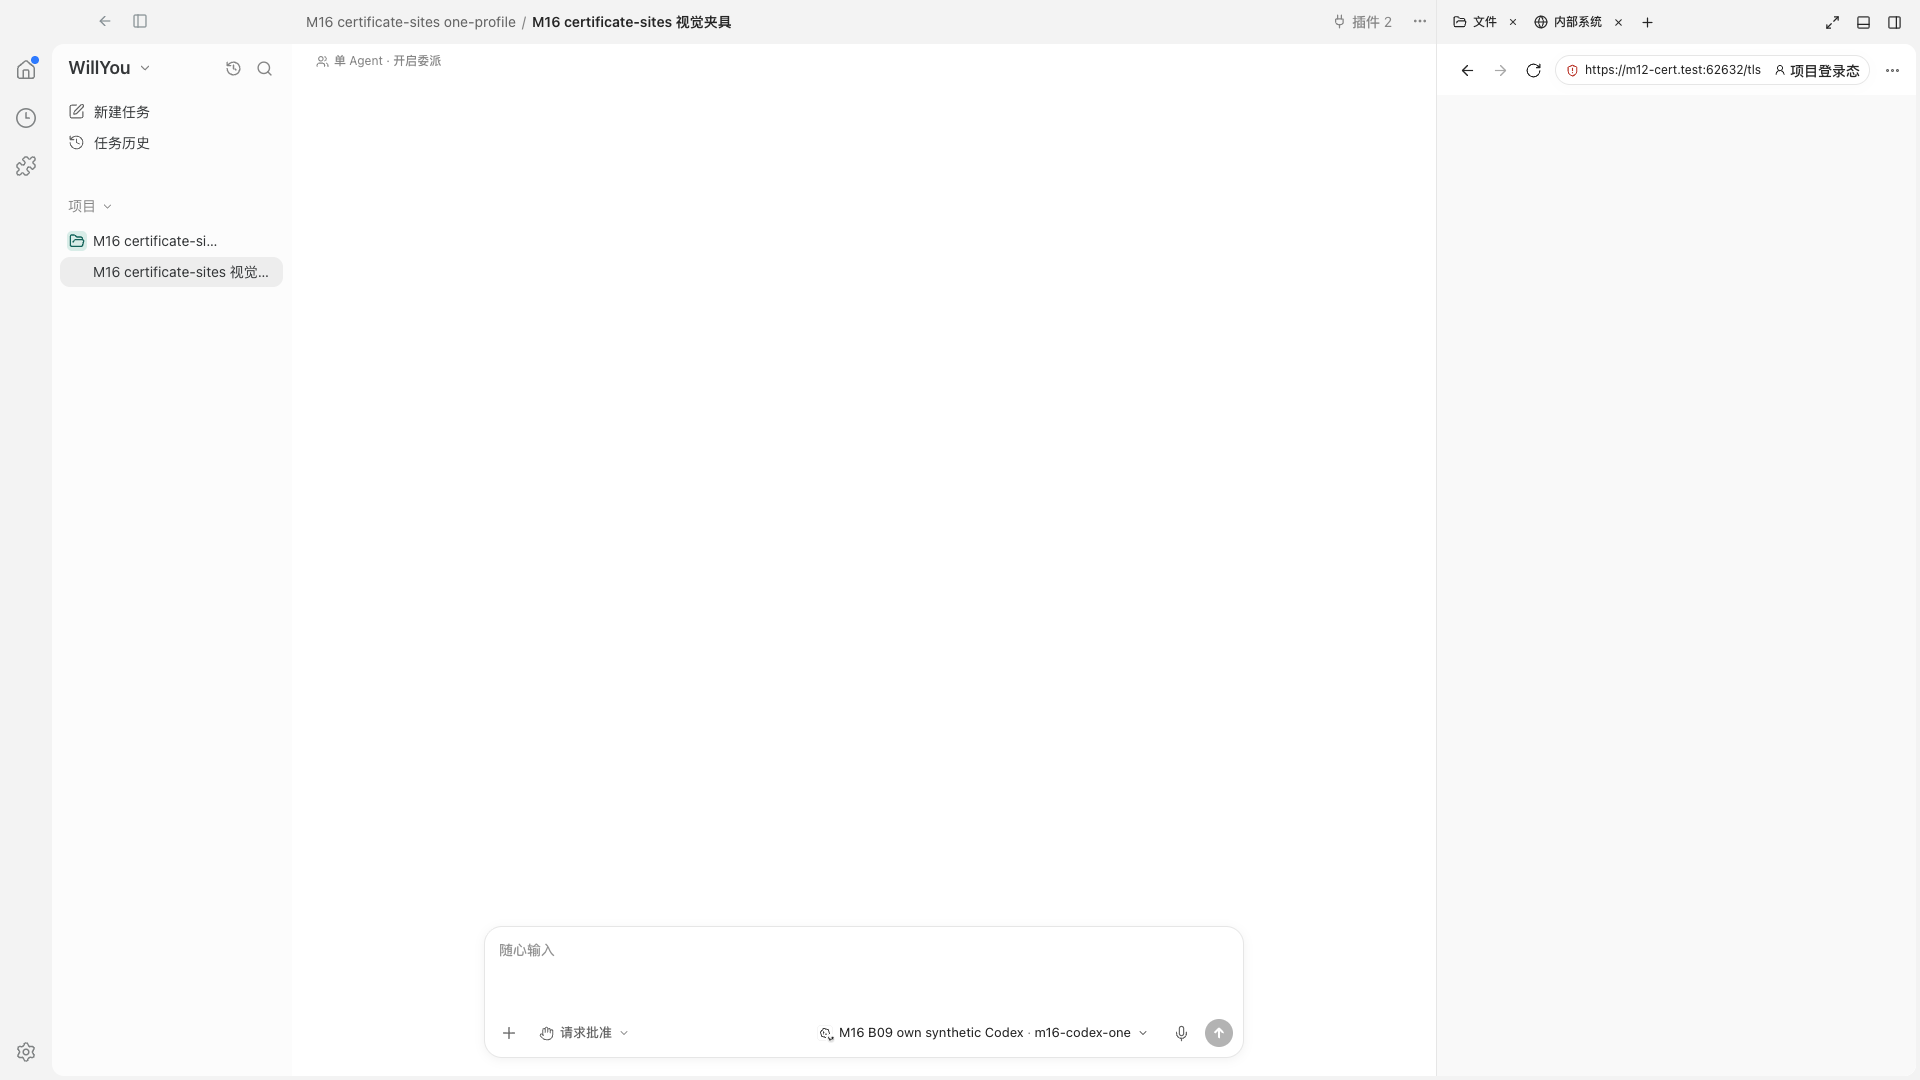 M16 certificate-sites one-profile / M16 certificate-sites 视觉夹具
插件 2
文件
内部系统
WillYou
单 Agent · 开启委派
https://m12-cert.test:62632/tls
项目登录态
新建任务
任务历史
项目
M16 certificate-si...
M16 certificate-sites 视觉...
随心输入
请求批准
M16 B09 own synthetic Codex · m16-codex-one